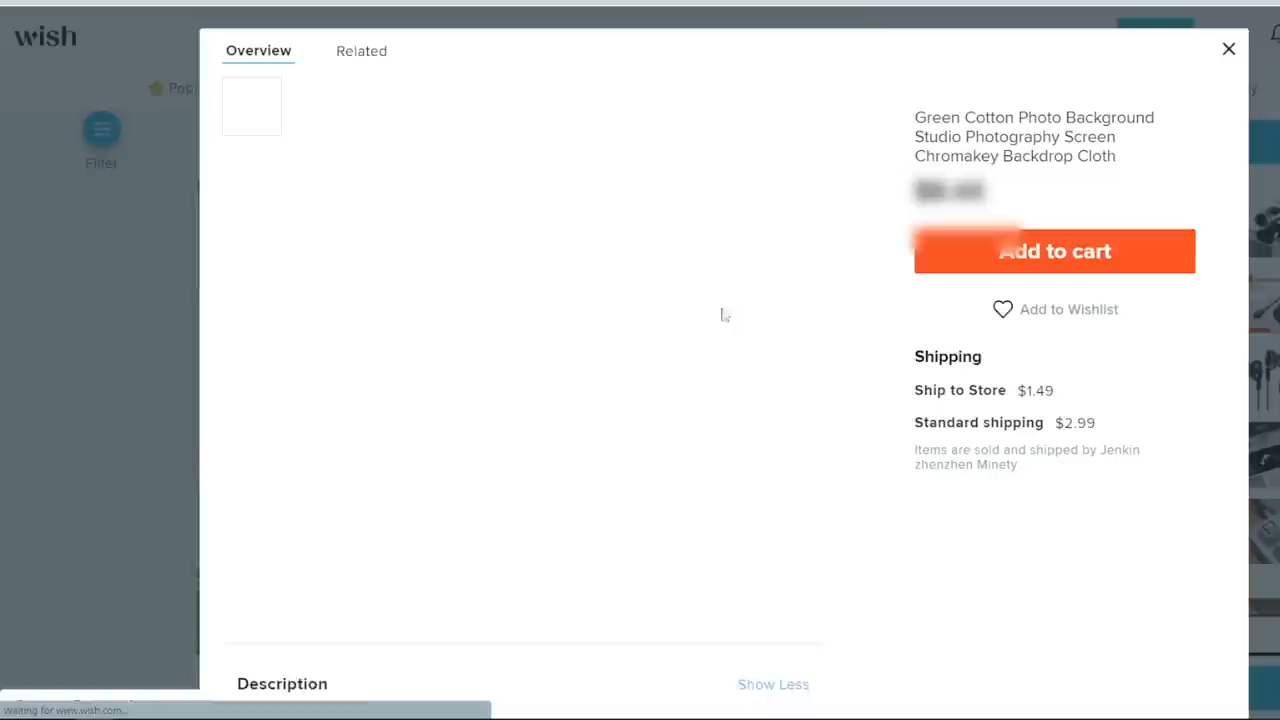 wish
Overview
Related
Pop
Filter
Green Cotton Photo Background
Studio Photography Screen
Chromakey Backdrop Cloth
Add to cart
Add to Wishlist
Shipping
Ship to Store $1.49
Standard shipping $2.99
Items are sold and shipped by Jenkin
zhenzhen Minety
Description
Show Less
Waiting for www.wish.com...